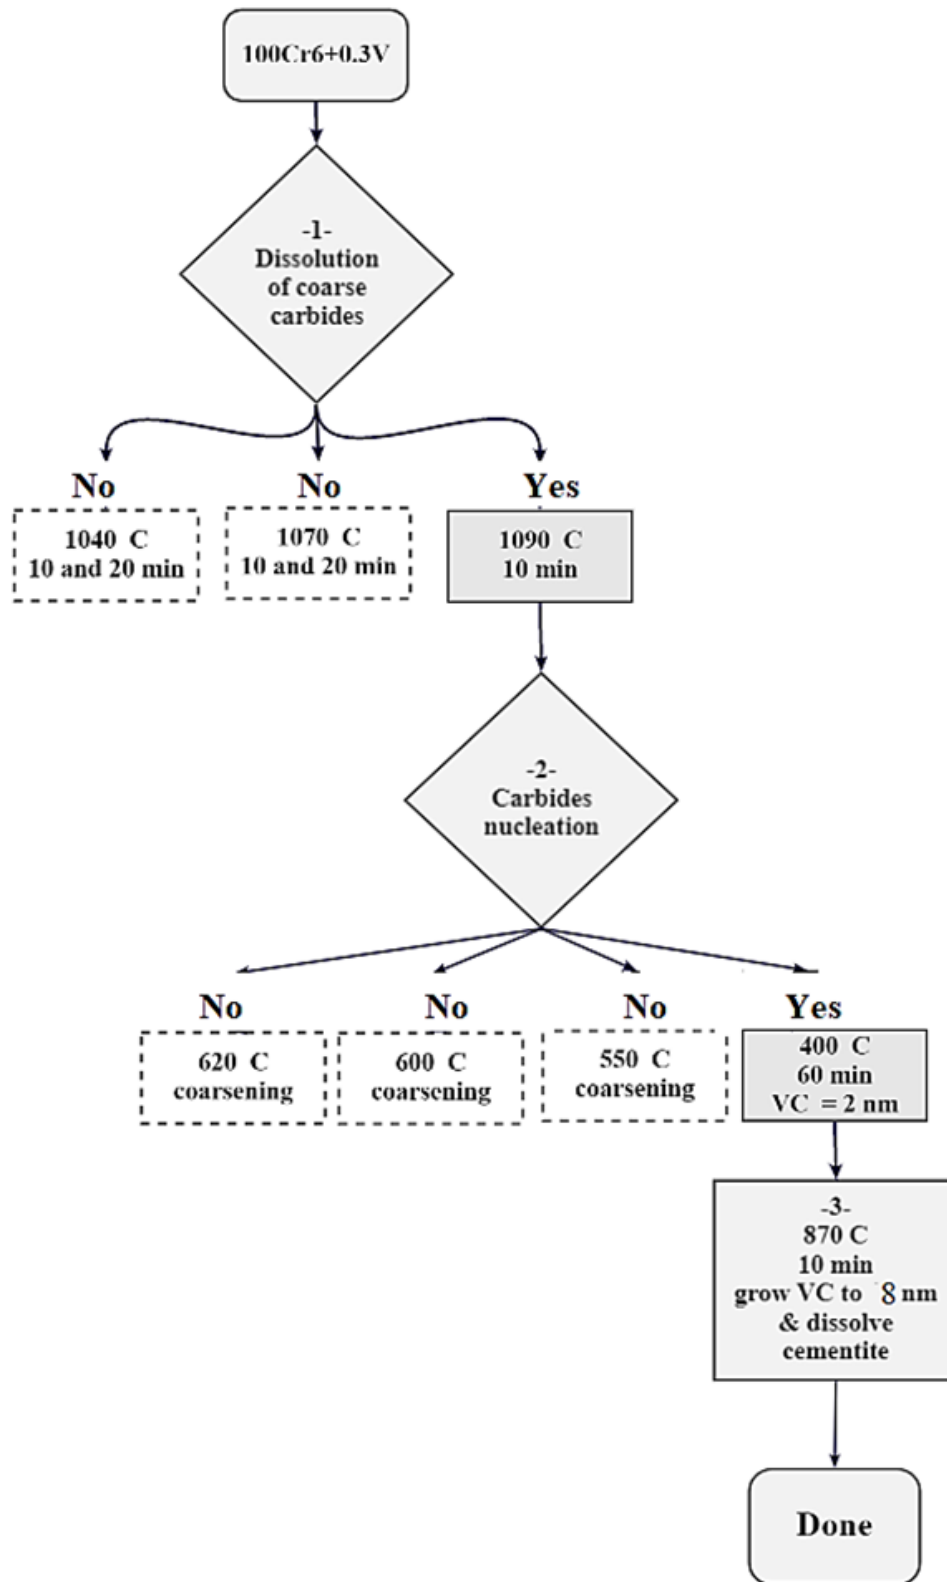 100Cr6+0.3V
-1-
Dissolution
of coarse
carbides
No
No
Yes
1040 C
10 and 20 min
1070 C
10 and 20 min
1090 C
10 min
-2-
Carbides
nucleation
No
No
No
Yes
620 C
coarsening
600 C
coarsening
550 C
coarsening
400 C
60 min
VC = 2 nm
-3-
870 C
10 min
grow VC to 8 nm
& dissolve
cementite
Done